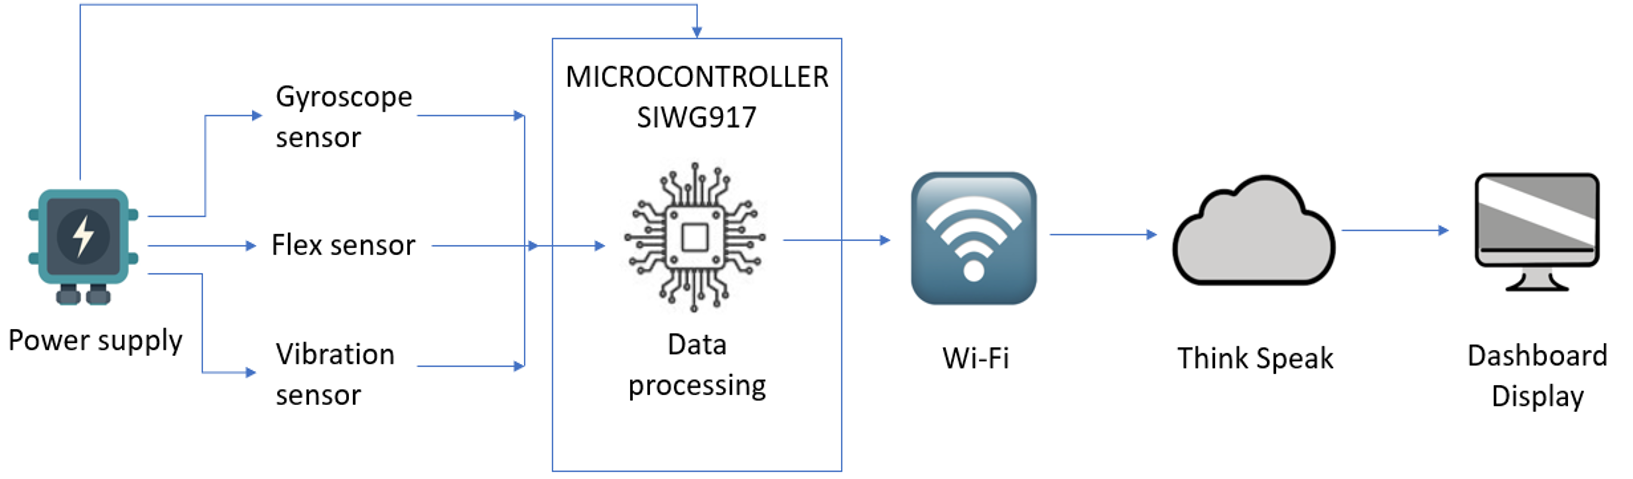 MICROCONTROLLER
SIWG917
Gyroscope
sensor
Flex sensor
Power supply
Vibration
sensor
Data
processing
Wi-Fi
Think Speak
Dashboard
Display